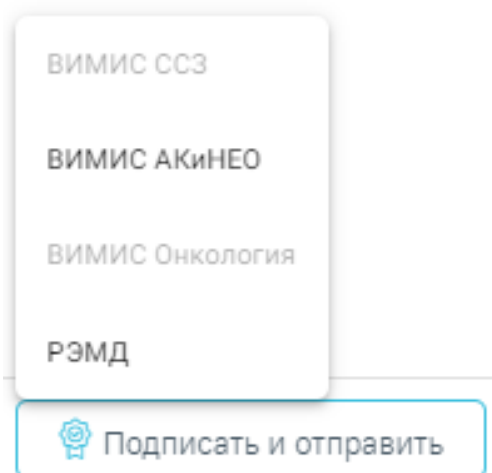 ВИМИС ССЗ
ВИМИС АКиНЕО
ВИМИС Онкология
РЭМД
Подписать и отправить